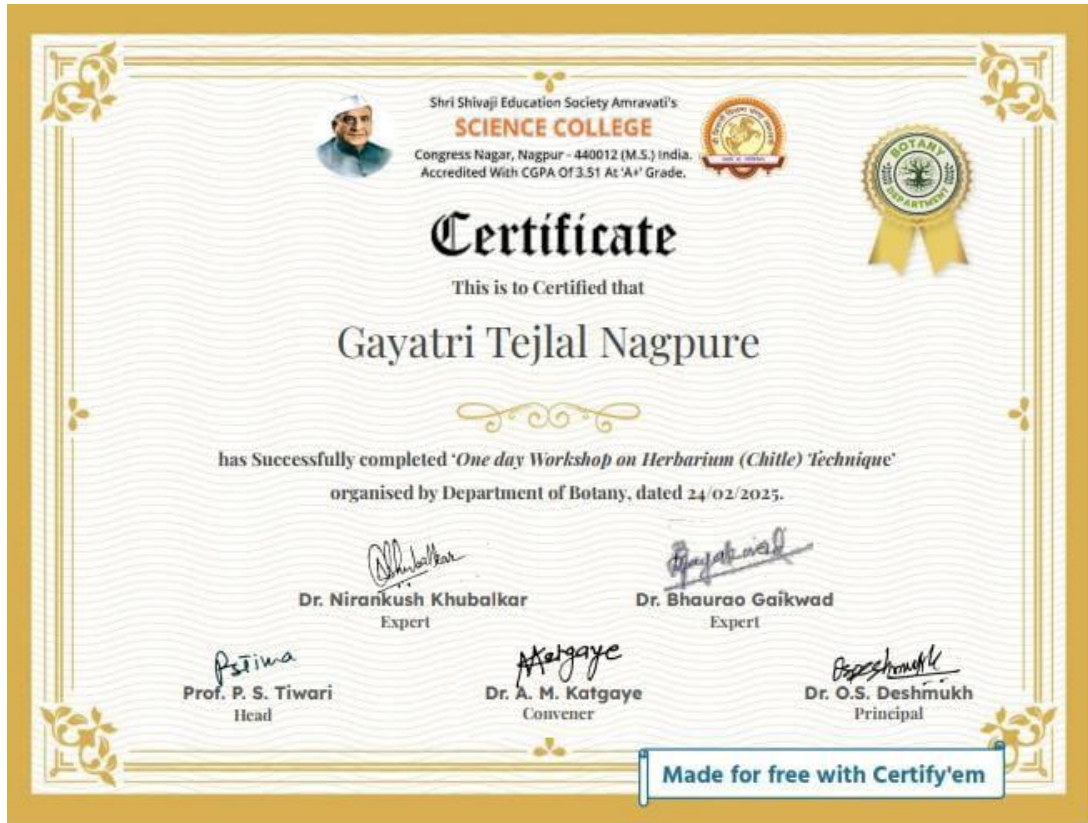 Shri Shivaji Education Society Amravati's
SCIENCE COLLEGE
Congress Nagar, Nagpur - 440012 (M.S.) India.
Accredited With CGPA Of 3.51 At 'A+' Grade.
BOTANY
DEPARTMENT
Certificate
This is to Certified that
Gayatri Tejlal Nagpure
has Successfully completed ‘One day Workshop on Herbarium (Chitle) Technique’
organised by Department of Botany, dated 24/02/2025.
Dr. Nirankush Khubalkar
Expert
Dr. Bhaurao Gaikwad
Expert
Prof. P. S. Tiwari
Head
Dr. A. M. Katgaye
Convener
Dr. O.S. Deshmukh
Principal
Made for free with Certify'em